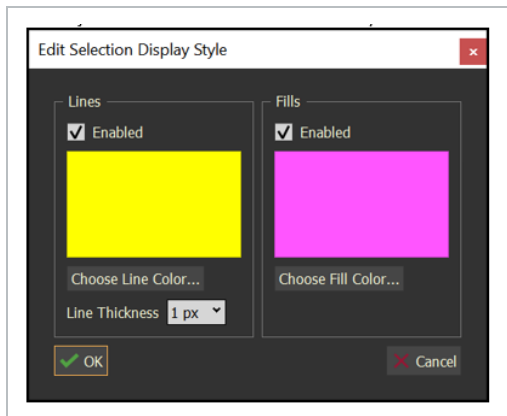 Edit Selection Display Style
Lines
Enabled
Choose Line Color...
Line Thickness 1 px
Fills
Enabled
Choose Fill Color...
OK
Cancel